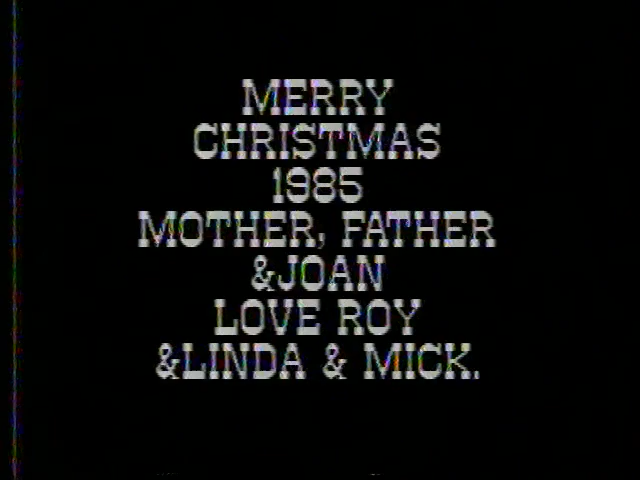 MERRY
CHRISTMAS
1985
MOTHER, FATHER
&JOAN
LOVE ROY
&LINDA & MICK.